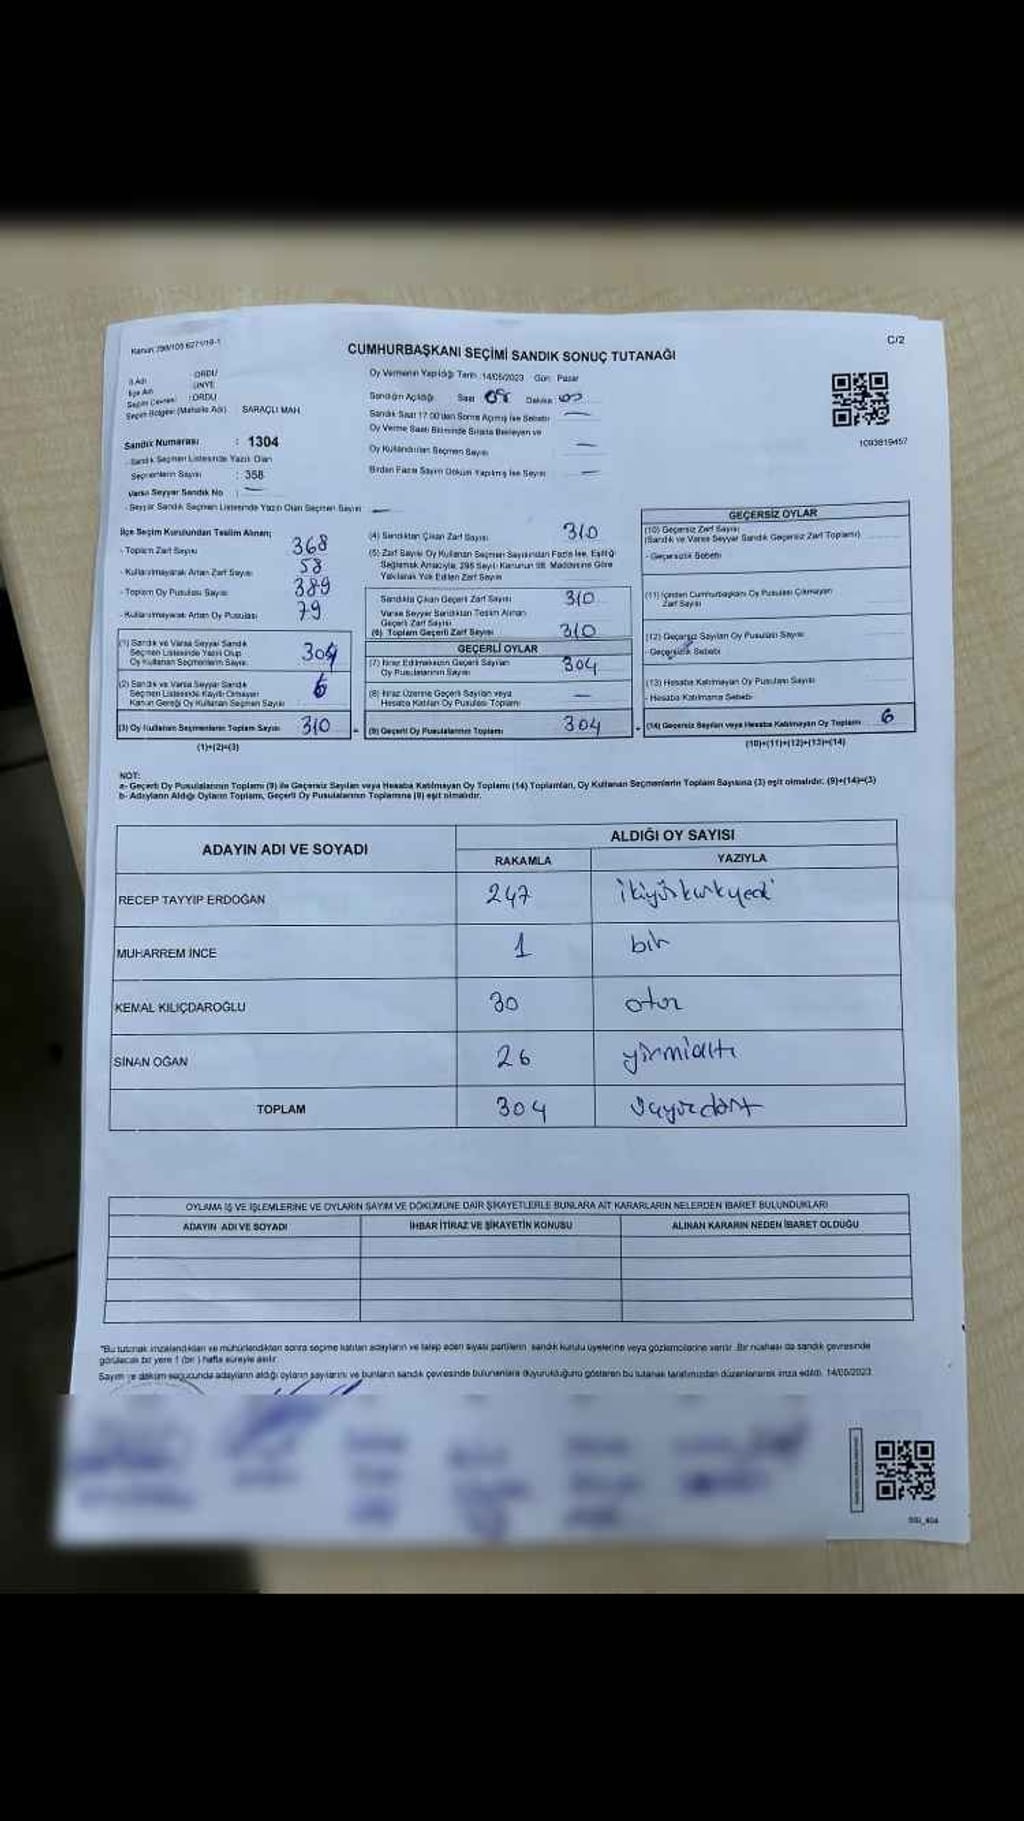 Kanun: 298/105 6271/19-1
CUMHURBAŞKANI SEÇİMİ SANDIK SONUÇ TUTANAĞI
C/2
İl Adı : ORDU
İlçe Adı : ÜNYE
Seçim Çevresi : ORDU
Seçim Bölgesi (Mahalle Adı) SARAÇLI MAH.
Sandık Numarası : 1304
Sandık Seçmen Listesinde Yazılı Olan
Seçmenlerin Sayısı : 358
Varsa Seyyar Sandık No : —
- Seyyar Sandık Seçmen Listesinde Yazılı Olan Seçmen Sayısı —
Oy Vermenin Yapıldığı Tarih: 14/05/2023 Gün: Pazar
Sandığın Açıldığı: Saat 08 Dakika: 00
Sandık Saat 17.00'den Sonra Açılmış İse Sebebi —
Oy Verme Saati Bitiminde Sırada Bekleyen ve
Oy Kullandırılan Seçmen Sayısı —
Birden Fazla Sayım Döküm Yapılmış İse Sayısı —
1093819457
İlçe Seçim Kurulundan Teslim Alınan;
- Toplam Zarf Sayısı 368
- Kullanılmayarak Artan Zarf Sayısı 58
- Toplam Oy Pusulası Sayısı 389
- Kullanılmayarak Artan Oy Pusulası 79
(1) Sandık ve Varsa Seyyar Sandık
Seçmen Listesinde Yazılı Olup
Oy Kullanan Seçmenlerin Sayısı 304
(2) Sandık ve Varsa Seyyar Sandık
Seçmen Listesinde Kayıtlı Olmayan
Kanun Gereği Oy Kullanan Seçmen Sayısı 6
(3) Oy Kullanan Seçmenlerin Toplam Sayısı 310
(1)+(2)=(3)
(4) Sandıktan Çıkan Zarf Sayısı 310
(5) Zarf Sayısı Oy Kullanan Seçmen Sayısından Fazla İse, Eşitliği
Sağlamak Amacıyla, 298 Sayılı Kanunun 98. Maddesine Göre
Yakılarak Yok Edilen Zarf Sayısı
Sandıkta Çıkan Geçerli Zarf Sayısı 310
Varsa Seyyar Sandıktan Teslim Alınan
Geçerli Zarf Sayısı
(6) Toplam Geçerli Zarf Sayısı 310
GEÇERLİ OYLAR
(7) İtiraz Edilmeksizin Geçerli Sayılan
Oy Pusulalarının Sayısı 304
(8) İtiraz Üzerine Geçerli Sayılan veya
Hesaba Katılan Oy Pusulası Toplamı —
(9) Geçerli Oy Pusulalarının Toplamı 304
GEÇERSİZ OYLAR
(10) Geçersiz Zarf Sayısı
(Sandık ve Varsa Seyyar Sandık Geçersiz Zarf Toplamı)
- Geçersizlik Sebebi
(11) İçinden Cumhurbaşkanı Oy Pusulası Çıkmayan
Zarf Sayısı
(12) Geçersiz Sayılan Oy Pusulası Sayısı
- Geçersizlik Sebebi
(13) Hesaba Katılmayan Oy Pusulası Sayısı
- Hesaba Katılmama Sebebi
(14) Geçersiz Sayılan veya Hesaba Katılmayan Oy Toplamı 6
(10)+(11)+(12)+(13)=(14)
NOT:
a- Geçerli Oy Pusulalarının Toplamı (9) ile Geçersiz Sayılan veya Hesaba Katılmayan Oy Toplamı (14) Toplamları, Oy Kullanan Seçmenlerin Toplam Sayısına (3) eşit olmalıdır. (9)+(14)=(3)
b- Adayların Aldığı Oyların Toplamı, Geçerli Oy Pusulalarının Toplamına (9) eşit olmalıdır.
ADAYIN ADI VE SOYADI
ALDIĞI OY SAYISI
RAKAMLA YAZIYLA
RECEP TAYYİP ERDOĞAN 247 ikiyüzkırkyedi
MUHARREM İNCE 1 bir
KEMAL KILIÇDAROĞLU 30 otuz
SİNAN OĞAN 26 yirmialtı
TOPLAM 304 üçyüzdört
OYLAMA İŞ VE İŞLEMLERİNE VE OYLARIN SAYIM VE DÖKÜMÜNE DAİR ŞİKAYETLERLE BUNLARA AİT KARARLARIN NELERDEN İBARET BULUNDUKLARI
ADAYIN ADI VE SOYADI İHBAR İTİRAZ VE ŞİKAYETİN KONUSU ALINAN KARARIN NEDEN İBARET OLDUĞU
"Bu tutanak imzalandıktan ve mühürlendikten sonra seçime katılan adayların ve talep eden siyasi partilerin sandık kurulu üyelerine veya gözlemcilerine verilir. Bir nüshası da sandık çevresinde
görülecek bir yere 1 (bir) hafta süreyle asılır.
Sayım ve döküm sonucunda adayların aldığı oyların sayılarını ve bunların sandık çevresinde bulunanlara duyurulduğunu gösteren bu tutanak tarafımızdan düzenlenerek imza edildi. 14/05/2023